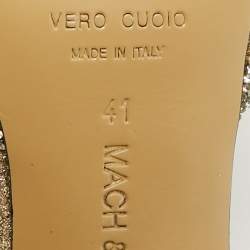 VERO CUOIO
MADE IN ITALY
41
MACH &